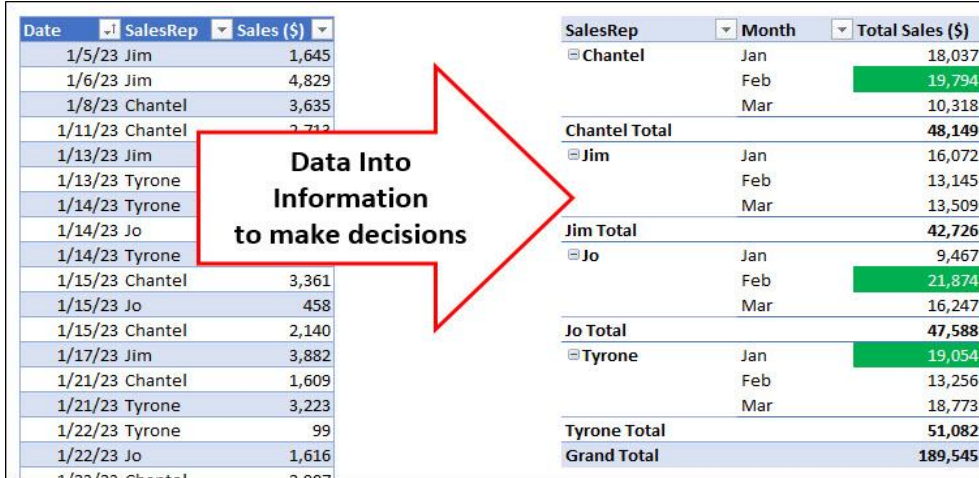 Date SalesRep Sales ($)
1/5/23 Jim 1,645
1/6/23 Jim 4,829
1/8/23 Chantel 3,635
1/11/23 Chantel 2,713
1/13/23 Jim
1/13/23 Tyrone
1/14/23 Tyrone
1/14/23 Jo
1/14/23 Tyrone
1/15/23 Chantel 3,361
1/15/23 Jo 458
1/15/23 Chantel 2,140
1/17/23 Jim 3,882
1/21/23 Chantel 1,609
1/21/23 Tyrone 3,223
1/22/23 Tyrone 99
1/22/23 Jo 1,616
Data Into
Information
to make decisions
SalesRep Month Total Sales ($)
Chantel Jan 18,037
Feb 19,794
Mar 10,318
Chantel Total 48,149
Jim Jan 16,072
Feb 13,145
Mar 13,509
Jim Total 42,726
Jo Jan 9,467
Feb 21,874
Mar 16,247
Jo Total 47,588
Tyrone Jan 19,054
Feb 13,256
Mar 18,773
Tyrone Total 51,082
Grand Total 189,545